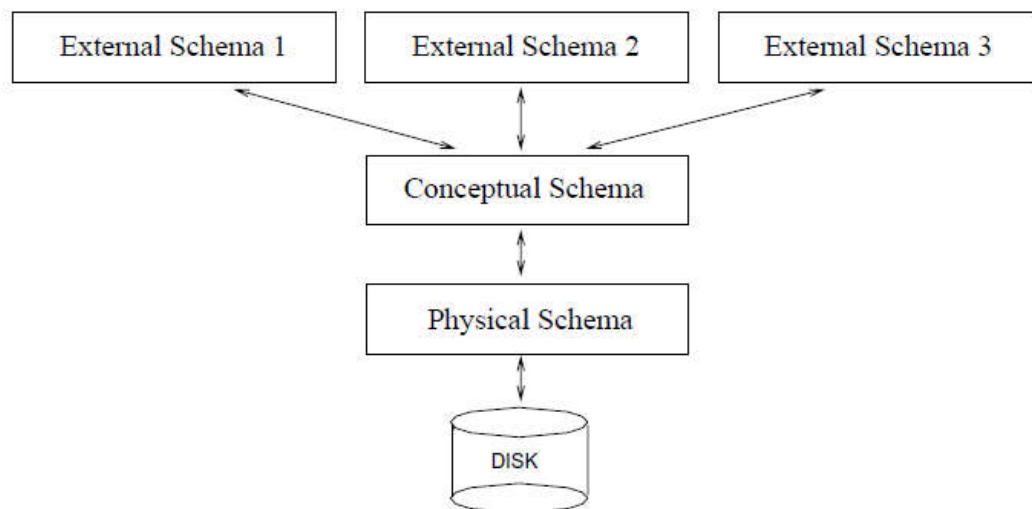 External Schema 1
External Schema 2
External Schema 3
Conceptual Schema
Physical Schema
DISK